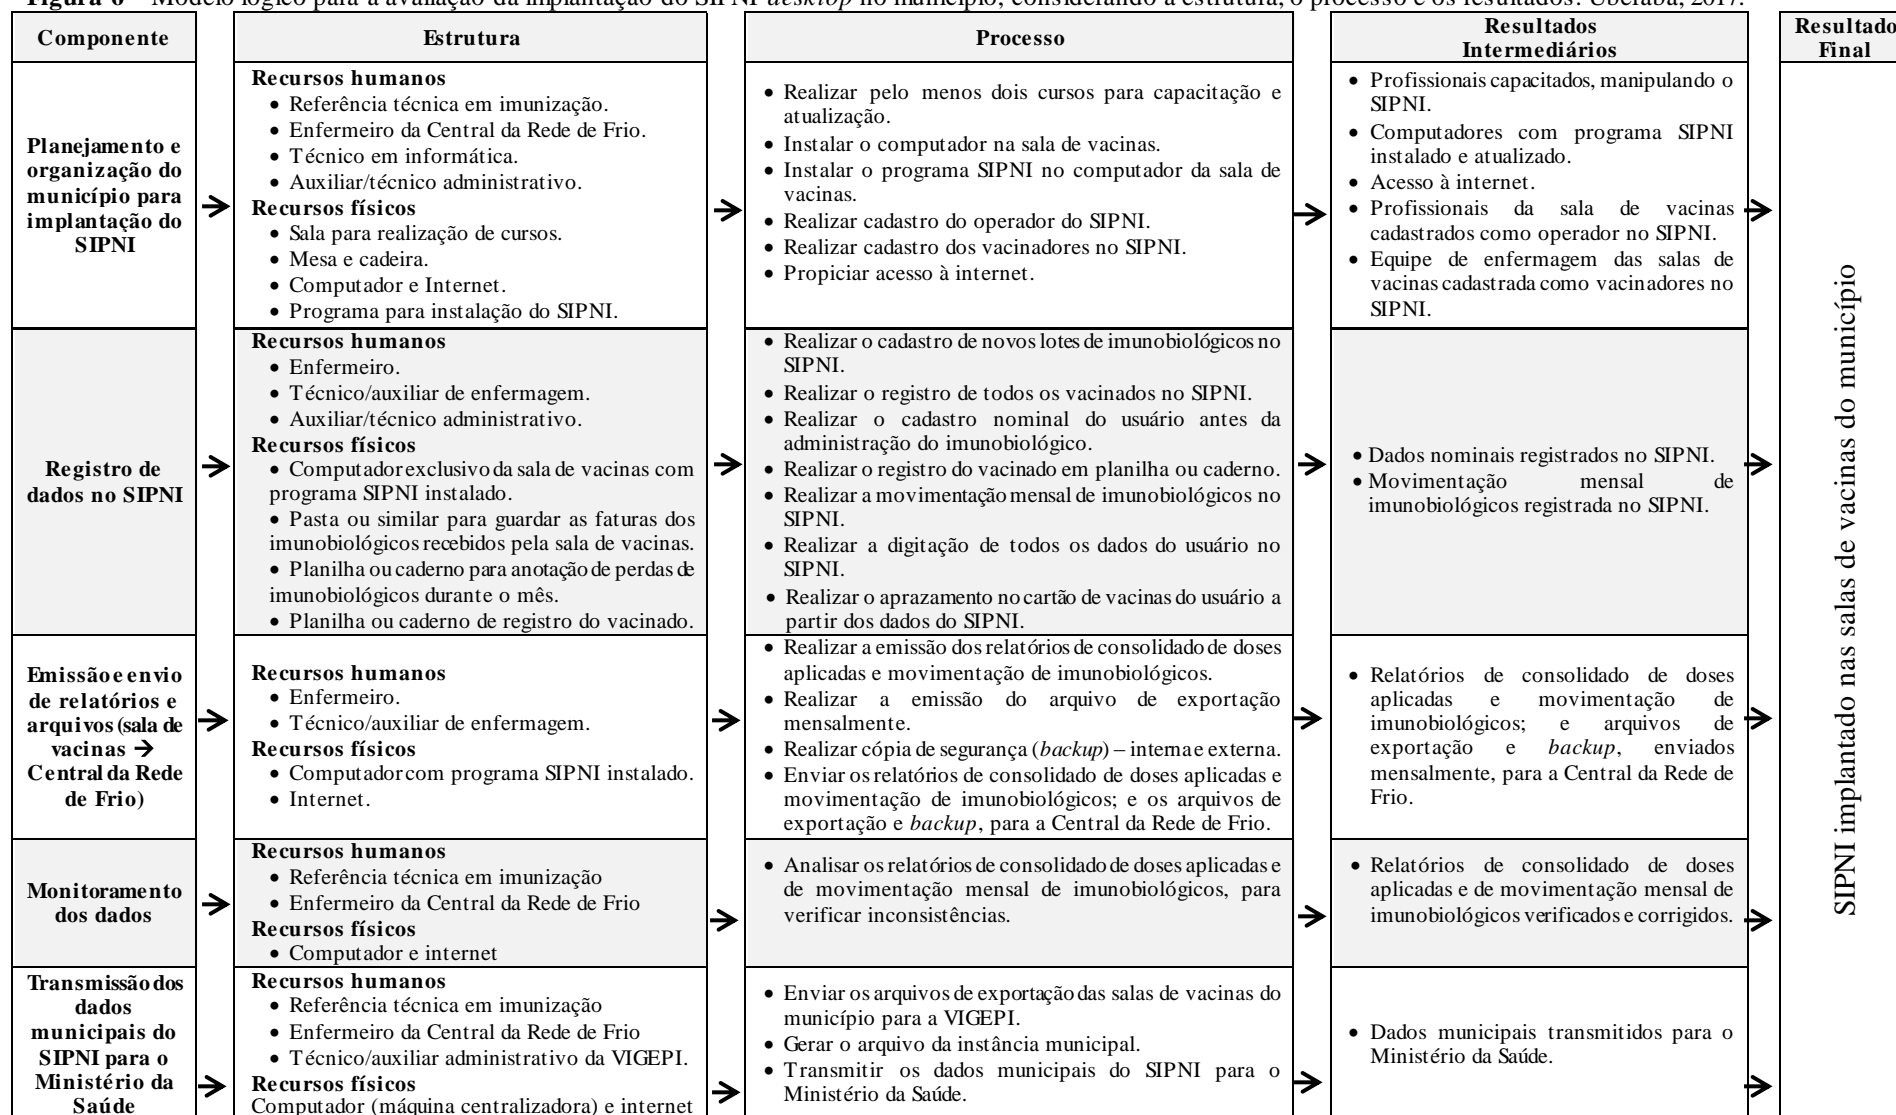 Figura 6 – Modelo lógico para a avaliação da implantação do SIPNI desktop no município, considerando a estrutura, o processo e os resultados. Uberaba, 2017.
Componente
Estrutura
Processo
Resultados
Intermediários
Resultado
Final
Planejamento e
organização do
município para
implantação do
SIPNI
Recursos humanos
• Referência técnica em imunização.
• Enfermeiro da Central da Rede de Frio.
• Técnico em informática.
• Auxiliar/técnico administrativo.
Recursos físicos
• Sala para realização de cursos.
• Mesa e cadeira.
• Computador e Internet.
• Programa para instalação do SIPNI.
• Realizar pelo menos dois cursos para capacitação e
atualização.
• Instalar o computador na sala de vacinas.
• Instalar o programa SIPNI no computador da sala de
vacinas.
• Realizar cadastro do operador do SIPNI.
• Realizar cadastro dos vacinadores no SIPNI.
• Propiciar acesso à internet.
• Profissionais capacitados, manipulando o
SIPNI.
• Computadores com programa SIPNI
instalado e atualizado.
• Acesso à internet.
• Profissionais da sala de vacinas
cadastrados como operador no SIPNI.
• Equipe de enfermagem das salas de
vacinas cadastrada como vacinadores no
SIPNI.
Registro de
dados no SIPNI
Recursos humanos
• Enfermeiro.
• Técnico/auxiliar de enfermagem.
• Auxiliar/técnico administrativo.
Recursos físicos
• Computador exclusivo da sala de vacinas com
programa SIPNI instalado.
• Pasta ou similar para guardar as faturas dos
imunobiológicos recebidos pela sala de vacinas.
• Planilha ou caderno para anotação de perdas de
imunobiológicos durante o mês.
• Planilha ou caderno de registro do vacinado.
• Realizar o cadastro de novos lotes de imunobiológicos no
SIPNI.
• Realizar o registro de todos os vacinados no SIPNI.
• Realizar o cadastro nominal do usuário antes da
administração do imunobiológico.
• Realizar o registro do vacinado em planilha ou caderno.
• Realizar a movimentação mensal de imunobiológicos no
SIPNI.
• Realizar a digitação de todos os dados do usuário no
SIPNI.
• Realizar o aprazamento no cartão de vacinas do usuário a
partir dos dados do SIPNI.
• Dados nominais registrados no SIPNI.
• Movimentação mensal de
imunobiológicos registrada no SIPNI.
Emissão e envio
de relatórios e
arquivos (sala de
vacinas →
Central da Rede
de Frio)
Recursos humanos
• Enfermeiro.
• Técnico/auxiliar de enfermagem.
Recursos físicos
• Computador com programa SIPNI instalado.
• Internet.
• Realizar a emissão dos relatórios de consolidado de doses
aplicadas e movimentação de imunobiológicos.
• Realizar a emissão do arquivo de exportação
mensalmente.
• Realizar cópia de segurança (backup) – interna e externa.
• Enviar os relatórios de consolidado de doses aplicadas e
movimentação de imunobiológicos; e os arquivos de
exportação e backup, para a Central da Rede de Frio.
• Relatórios de consolidado de doses
aplicadas e movimentação de
imunobiológicos; e arquivos de
exportação e backup, enviados
mensalmente, para a Central da Rede de
Frio.
Monitoramento
dos dados
Recursos humanos
• Referência técnica em imunização
• Enfermeiro da Central da Rede de Frio
Recursos físicos
• Computador e internet
• Analisar os relatórios de consolidado de doses aplicadas e
de movimentação mensal de imunobiológicos, para
verificar inconsistências.
• Relatórios de consolidado de doses
aplicadas e de movimentação mensal de
imunobiológicos verificados e corrigidos.
Transmissão dos
dados
municipais do
SIPNI para o
Ministério da
Saúde
Recursos humanos
• Referência técnica em imunização
• Enfermeiro da Central da Rede de Frio
• Técnico/auxiliar administrativo da VIGEPI.
Recursos físicos
Computador (máquina centralizadora) e internet
• Enviar os arquivos de exportação das salas de vacinas do
município para a VIGEPI.
• Gerar o arquivo da instância municipal.
• Transmitir os dados municipais do SIPNI para o
Ministério da Saúde.
• Dados municipais transmitidos para o
Ministério da Saúde.
SIPNI implantado nas salas de vacinas do município